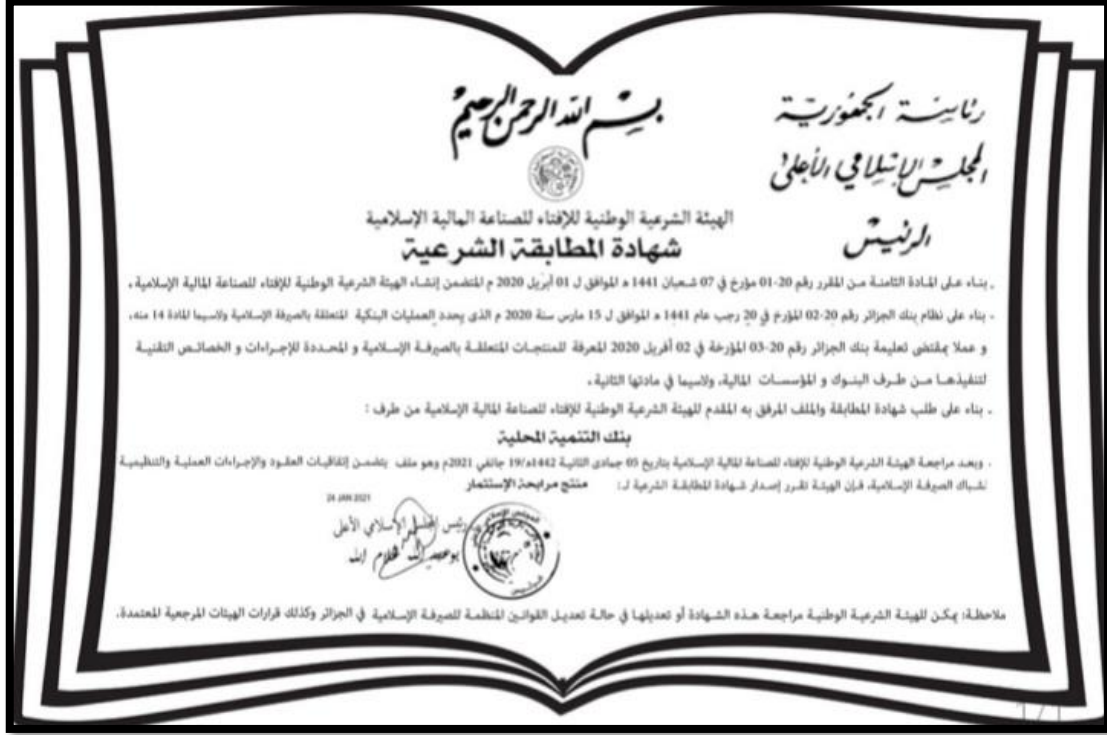 رئاسة الجمهورية
المجلس الإسلامي الأعلى
الرئيس
بسم الله الرحمن الرحيم
الهيئة الشرعية الوطنية للإفتاء للصناعة المالية الإسلامية
شهادة المطابقة الشرعية
. بناء على المادة الثامنة من المقرر رقم 20-01 مؤرخ في 07 شعبان 1441 ه الموافق ل 01 أبريل 2020 م المتضمن إنشاء الهيئة الشرعية الوطنية للإفتاء للصناعة المالية الإسلامية ،
- بناء على نظام بنك الجزائر رقم 20-02 المؤرخ في 20 رجب عام 1441 ه الموافق ل 15 مارس سنة 2020 م الذي يحدد العمليات البنكية المتعلقة بالصيرفة الإسلامية ولاسيما المادة 14 منه،
و عملا بمقتضى تعليمة بنك الجزائر رقم 20-03 المؤرخة في 02 أفريل 2020 المعرفة للمنتجات المتعلقة بالصيرفة الإسلامية و المحددة للإجراءات و الخصائص التقنية
لتنفيذها من طرف البنوك و المؤسسات المالية، ولاسيما في مادتها الثانية ،
. بناء على طلب شهادة المطابقة والملف المرفق به المقدم للهيئة الشرعية الوطنية للإفتاء للصناعة المالية الإسلامية من طرف :
بنك التنمية المحلية
. وبعد مراجعة الهيئة الشرعية الوطنية للإفتاء للصناعة المالية الإسلامية بتاريخ 05 جمادى الثانية 1442ه/19 جانفي 2021م وهو ملف يتضمن إتفاقيات العقود والإجراءات العملية والتنظيمية
لشباك الصيرفة الإسلامية، فإن الهيئة تقرر إصدار شهادة المطابقة الشرعية لـ: منتج مرابحة الإستثمار
24 JAN 2021
رئيس المجلس الإسلامي الأعلى
بوعبد الله غلام الله
ملاحظة: يمكن للهيئة الشرعية الوطنية مراجعة هذه الشهادة أو تعديلها في حالة تعديل القوانين المنظمة للصيرفة الإسلامية في الجزائر وكذلك قرارات الهيئات المرجعية المعتمدة.